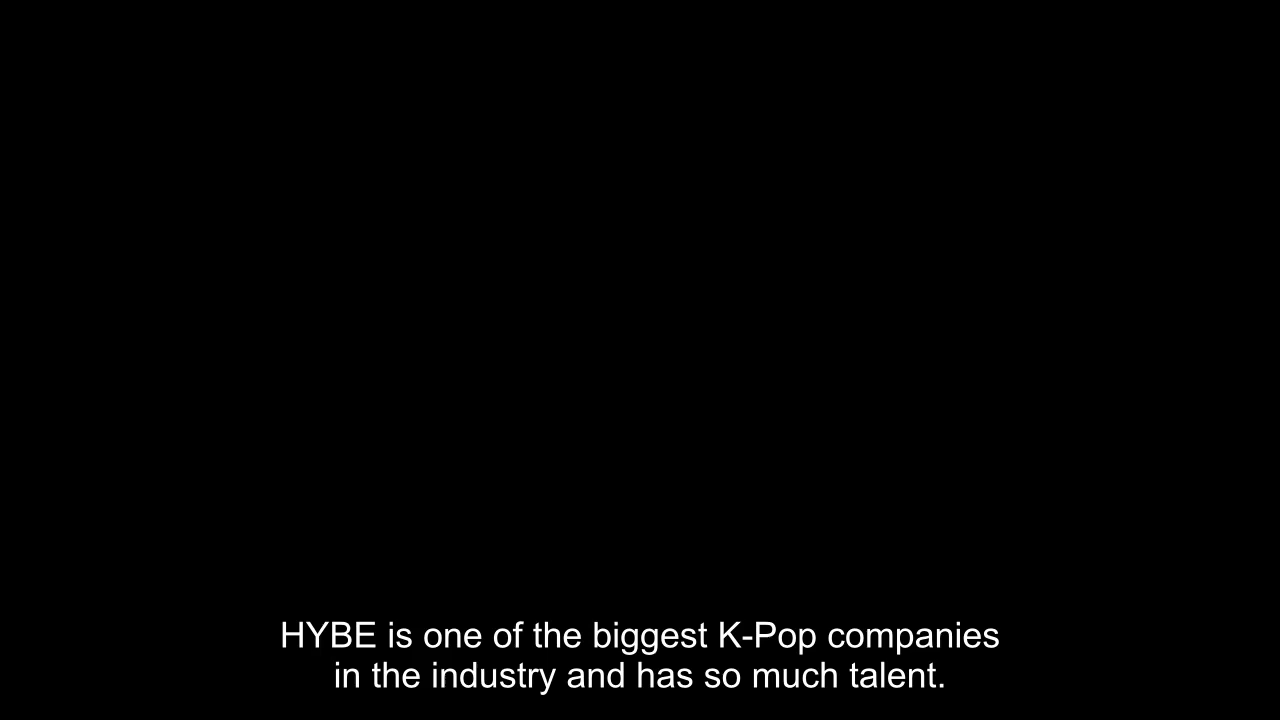 HYBE is one of the biggest K-Pop companies
in the industry and has so much talent.